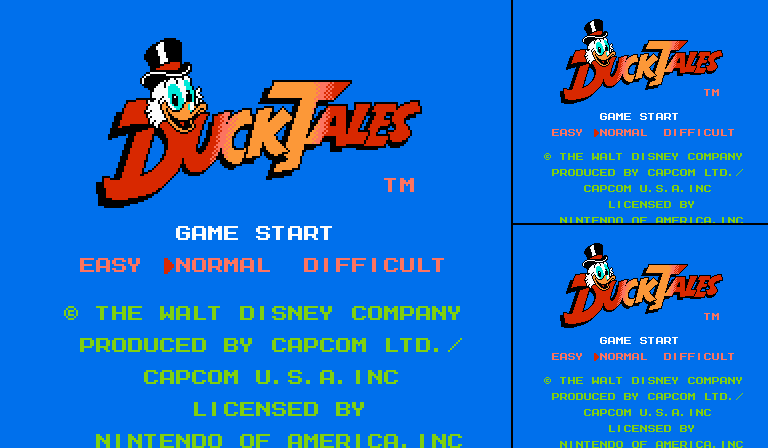 DUCKTALES
TM
GAME START
EASY NORMAL DIFFICULT
© THE WALT DISNEY COMPANY
PRODUCED BY CAPCOM LTD./
CAPCOM U.S.A. INC
LICENSED BY
NINTENDO OF AMERICA. INC
DUCKTALES
TM
GAME START
EASY NORMAL DIFFICULT
© THE WALT DISNEY COMPANY
PRODUCED BY CAPCOM LTD./
CAPCOM U.S.A. INC
LICENSED BY
NINTENDO OF AMERICA. INC
DUCKTALES
TM
GAME START
EASY NORMAL DIFFICULT
© THE WALT DISNEY COMPANY
PRODUCED BY CAPCOM LTD./
CAPCOM U.S.A. INC
LICENSED BY
NINTENDO OF AMERICA. INC